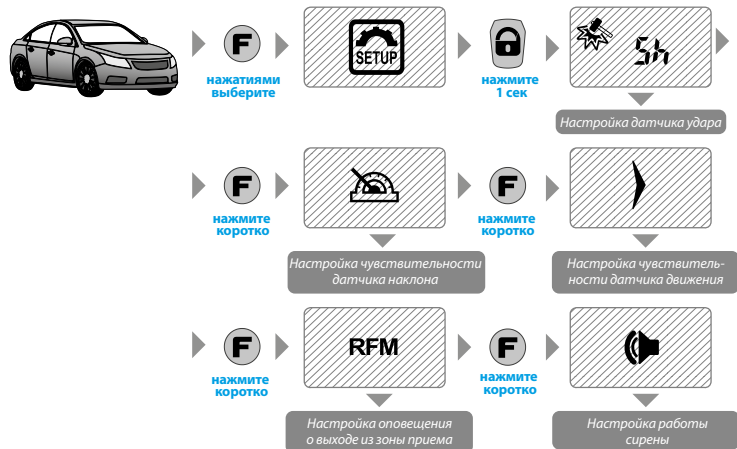 F
SETUP
Sh
нажатиями
выберите
нажмите
1 сек
Настройка датчика удара
F
F
нажмите
коротко
нажмите
коротко
Настройка чувствительности
датчика наклона
Настройка чувствитель-
ности датчика движения
F
RFM
F
нажмите
коротко
нажмите
коротко
Настройка оповещения
о выходе из зоны приема
Настройка работы
сирены